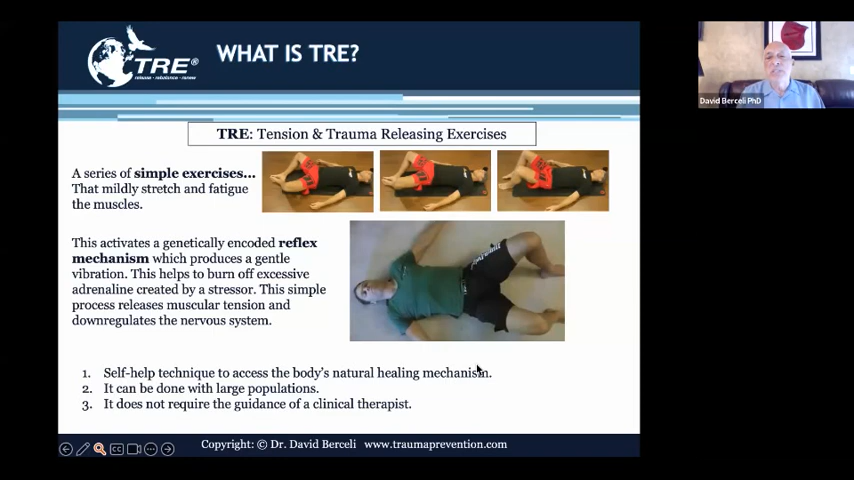 TRE®
release · rebalance · renew
WHAT IS TRE?
David Berceli PhD
TRE: Tension & Trauma Releasing Exercises
A series of simple exercises...
That mildly stretch and fatigue
the muscles.
This activates a genetically encoded reflex
mechanism which produces a gentle
vibration. This helps to burn off excessive
adrenaline created by a stressor. This simple
process releases muscular tension and
downregulates the nervous system.
1. Self-help technique to access the body's natural healing mechanism.
2. It can be done with large populations.
3. It does not require the guidance of a clinical therapist.
CC
Copyright: © Dr. David Berceli www.traumaprevention.com